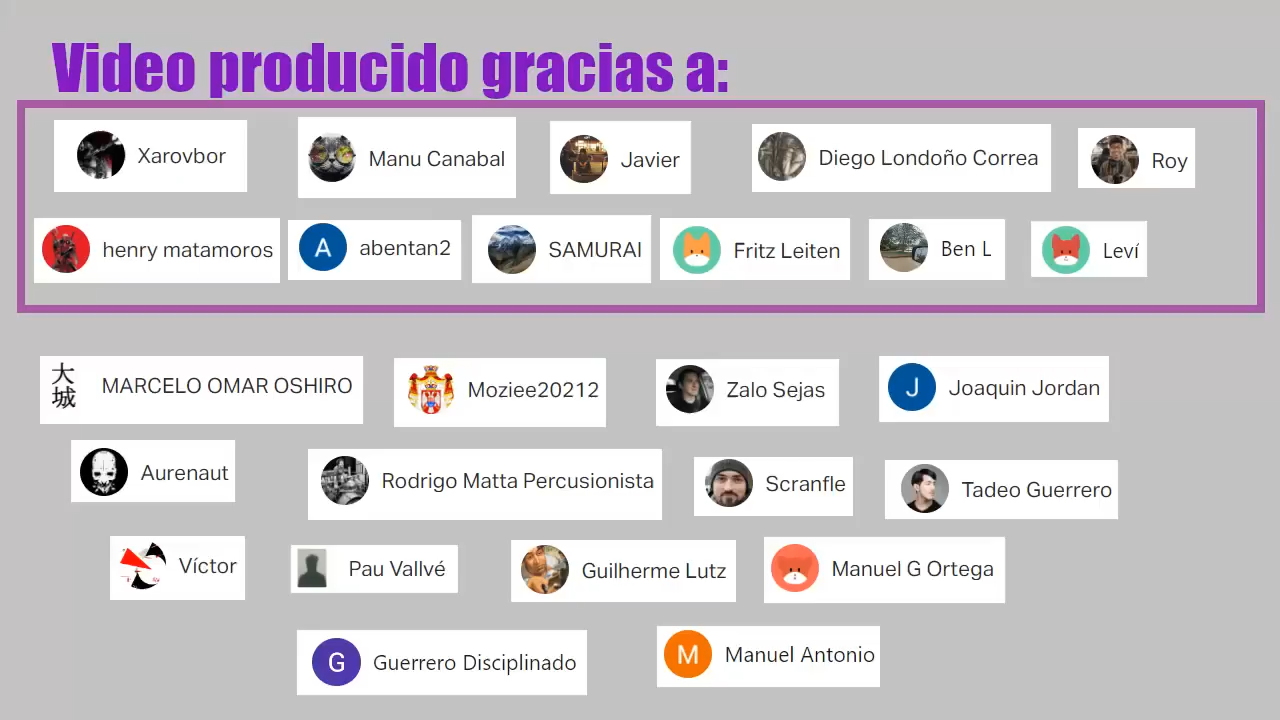 Video producido gracias a:
Xarovbor
Manu Canabal
Javier
Diego Londoño Correa
Roy
henry matamoros
A
abentan2
SAMURAI
Fritz Leiten
Ben L
Leví
大城
MARCELO OMAR OSHIRO
Moziee20212
Zalo Sejas
J
Joaquin Jordan
Aurenaut
Rodrigo Matta Percusionista
Scranfle
Tadeo Guerrero
Víctor
Pau Vallvé
Guilherme Lutz
Manuel G Ortega
G
Guerrero Disciplinado
M
Manuel Antonio